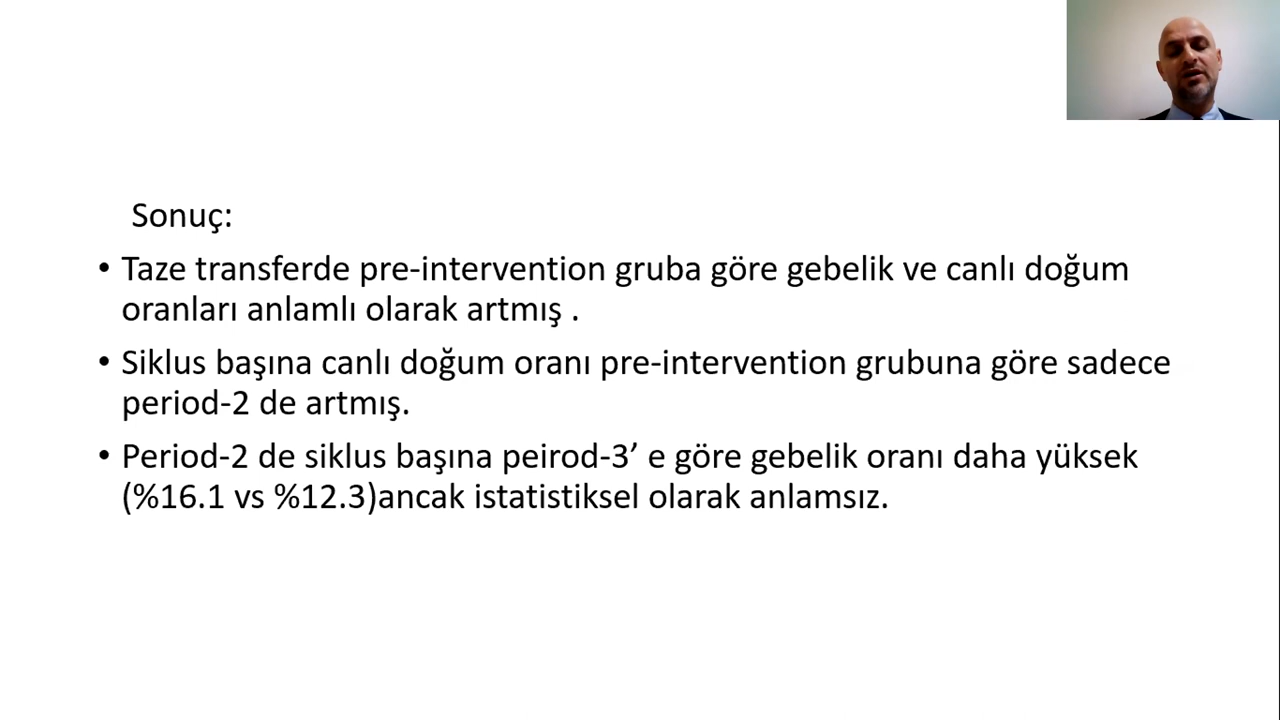 Sonuç:
• Taze transferde pre-intervention gruba göre gebelik ve canlı doğum
oranları anlamlı olarak artmış .
• Siklus başına canlı doğum oranı pre-intervention grubuna göre sadece
period-2 de artmış.
• Period-2 de siklus başına peirod-3’ e göre gebelik oranı daha yüksek
(%16.1 vs %12.3)ancak istatistiksel olarak anlamsız.